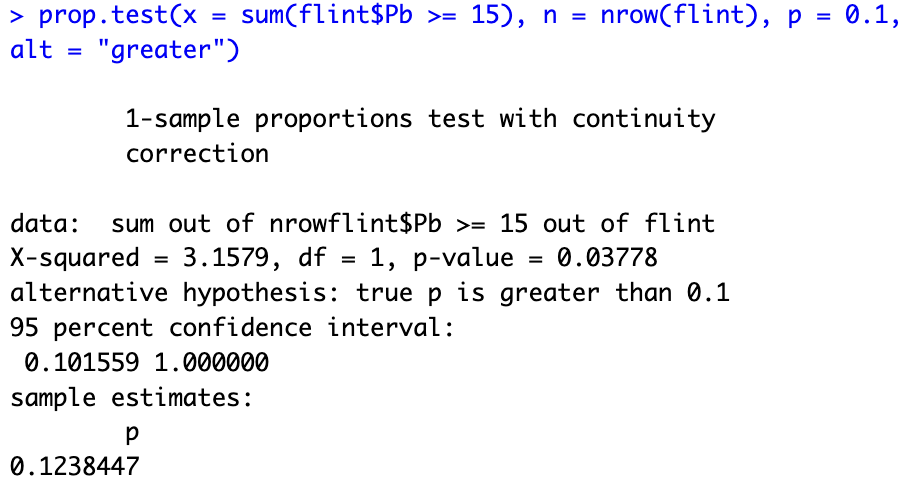 > prop.test(x = sum(flint$Pb >= 15), n = nrow(flint), p = 0.1,
alt = "greater")
1-sample proportions test with continuity
correction
data:  sum out of nrowflint$Pb >= 15 out of flint
X-squared = 3.1579, df = 1, p-value = 0.03778
alternative hypothesis: true p is greater than 0.1
95 percent confidence interval:
 0.101559 1.000000
sample estimates:
p
0.1238447